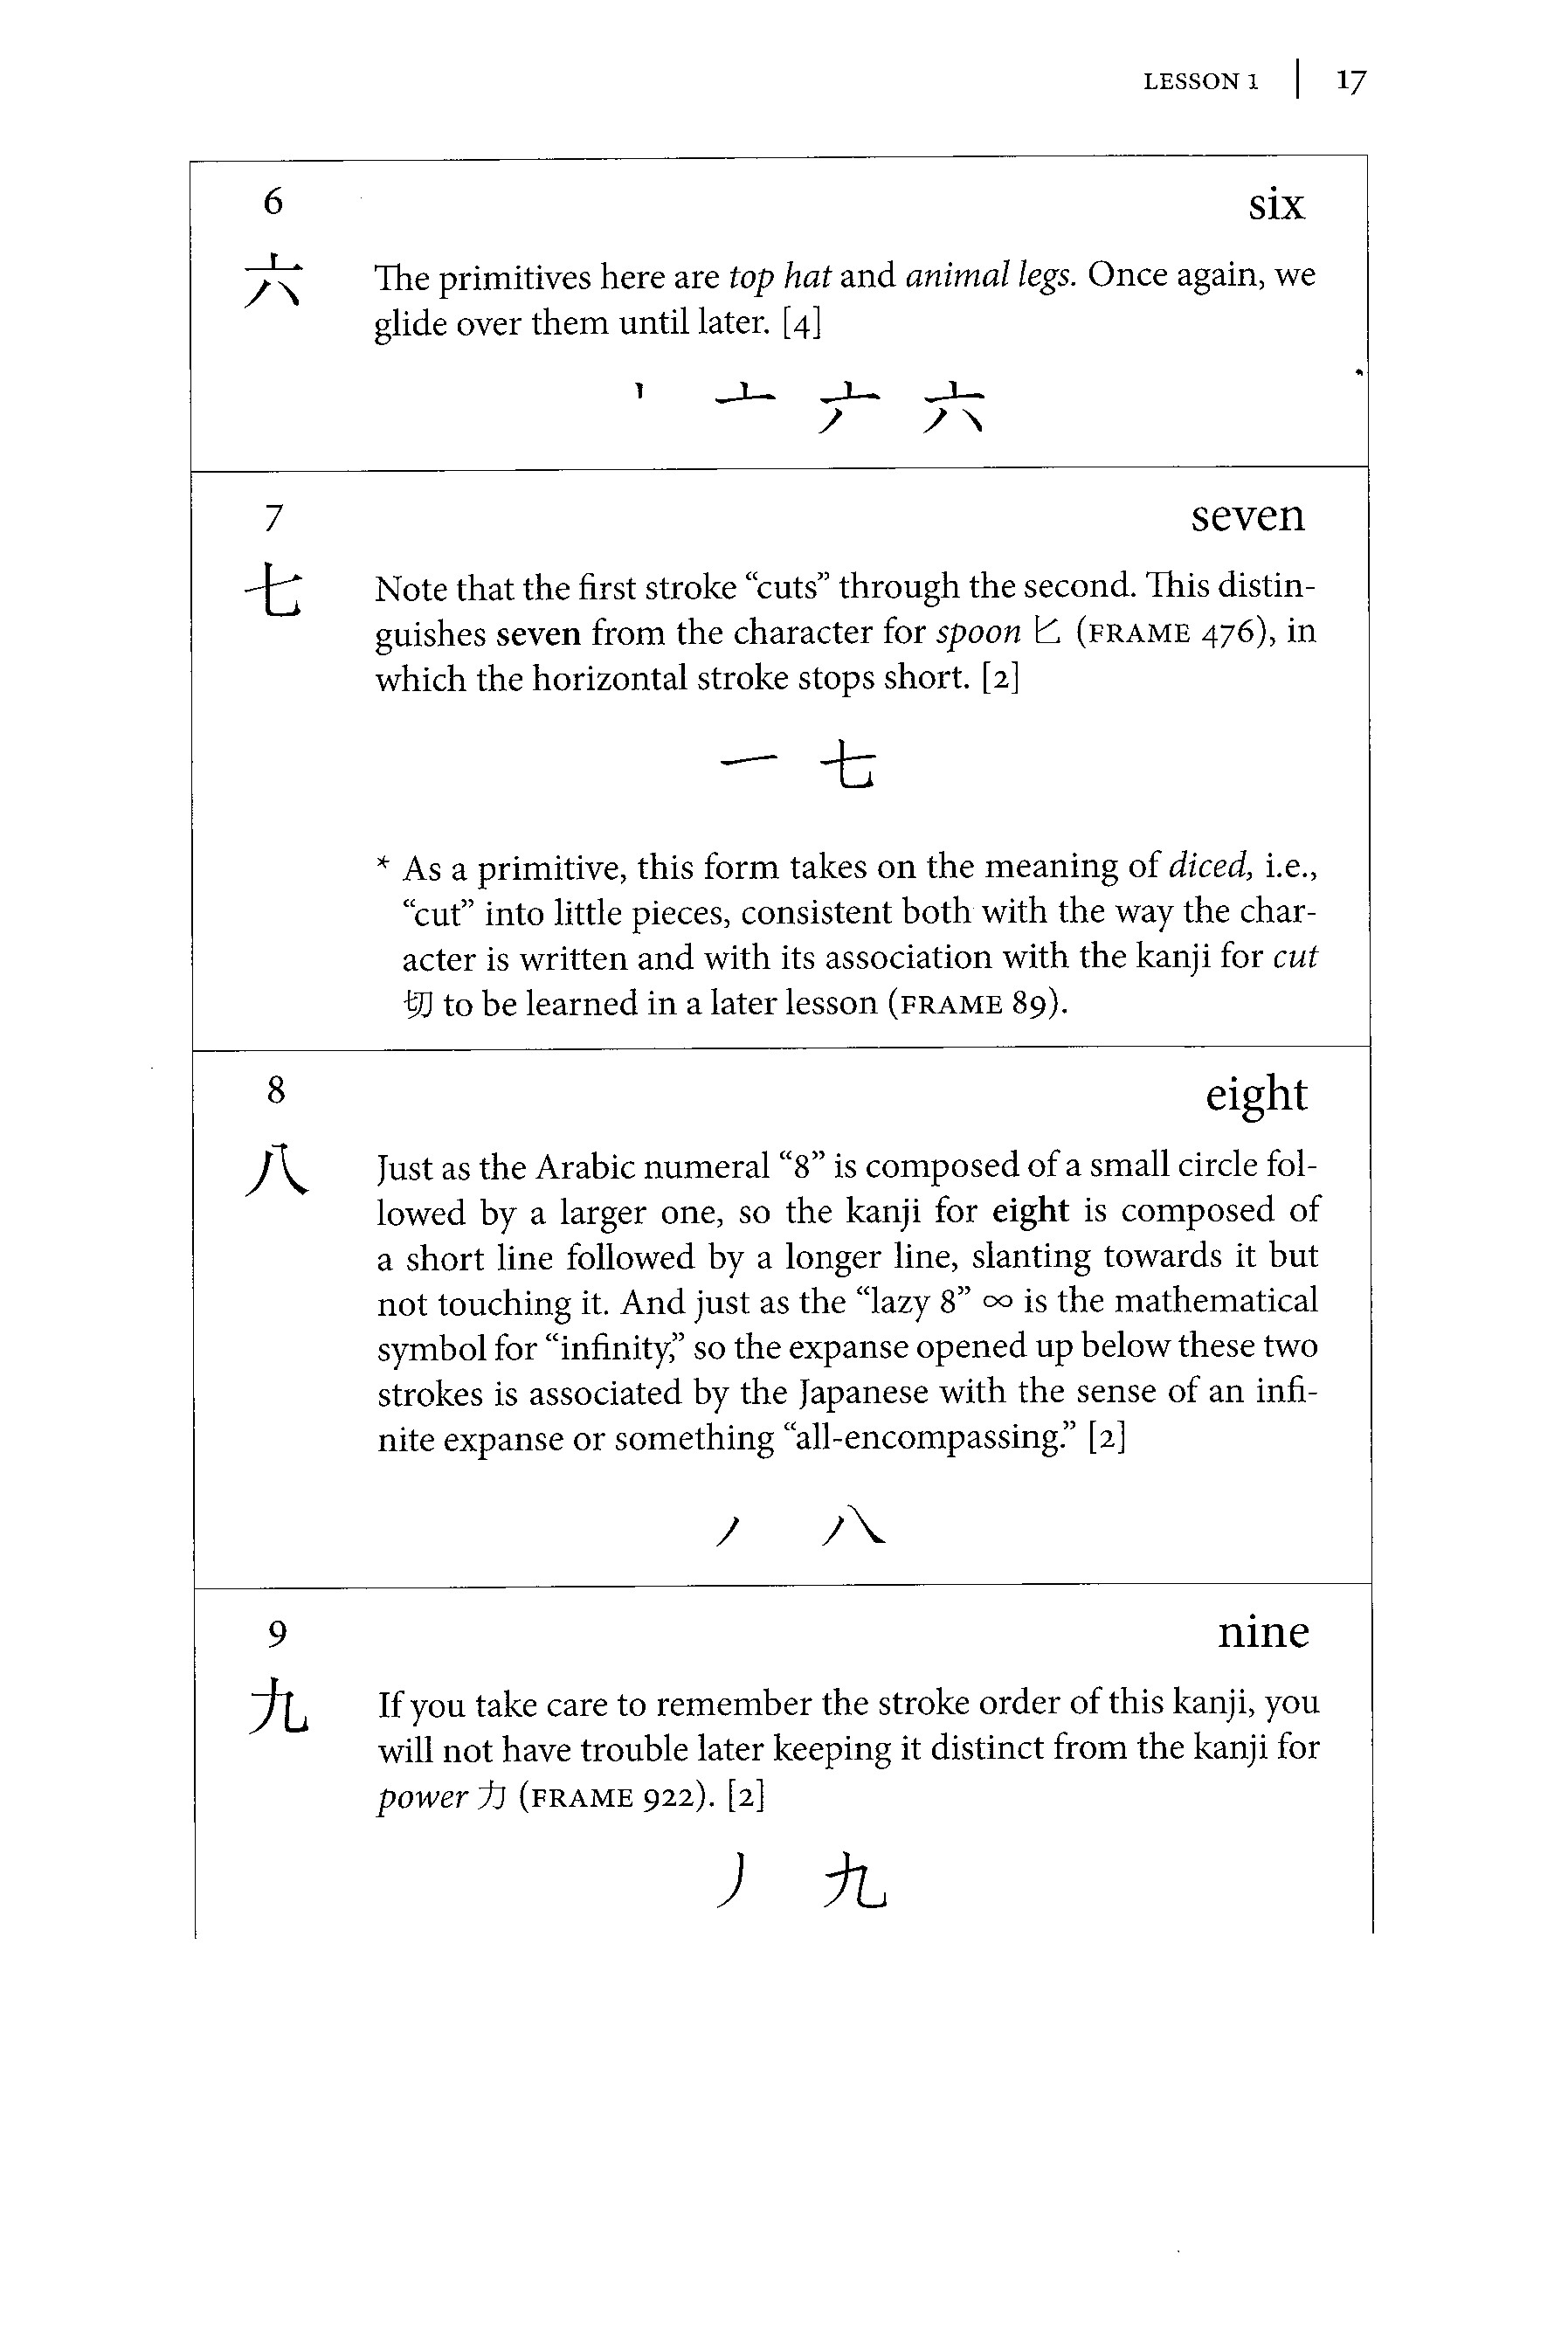 LESSON 1 | 17
6 six
六 The primitives here are top hat and animal legs. Once again, we
glide over them until later. [4]
丶 亠 六
7 seven
七 Note that the first stroke “cuts” through the second. This distin-
guishes seven from the character for spoon 匕 (FRAME 476), in
which the horizontal stroke stops short. [2]
一 七
* As a primitive, this form takes on the meaning of diced, i.e.,
“cut” into little pieces, consistent both with the way the char-
acter is written and with its association with the kanji for cut
切 to be learned in a later lesson (FRAME 89).
8 eight
八 Just as the Arabic numeral “8” is composed of a small circle fol-
lowed by a larger one, so the kanji for eight is composed of
a short line followed by a longer line, slanting towards it but
not touching it. And just as the “lazy 8” ∞ is the mathematical
symbol for “infinity,” so the expanse opened up below these two
strokes is associated by the Japanese with the sense of an infi-
nite expanse or something “all-encompassing.” [2]
ノ 八
9 nine
九 If you take care to remember the stroke order of this kanji, you
will not have trouble later keeping it distinct from the kanji for
power 力 (FRAME 922). [2]
丿 九